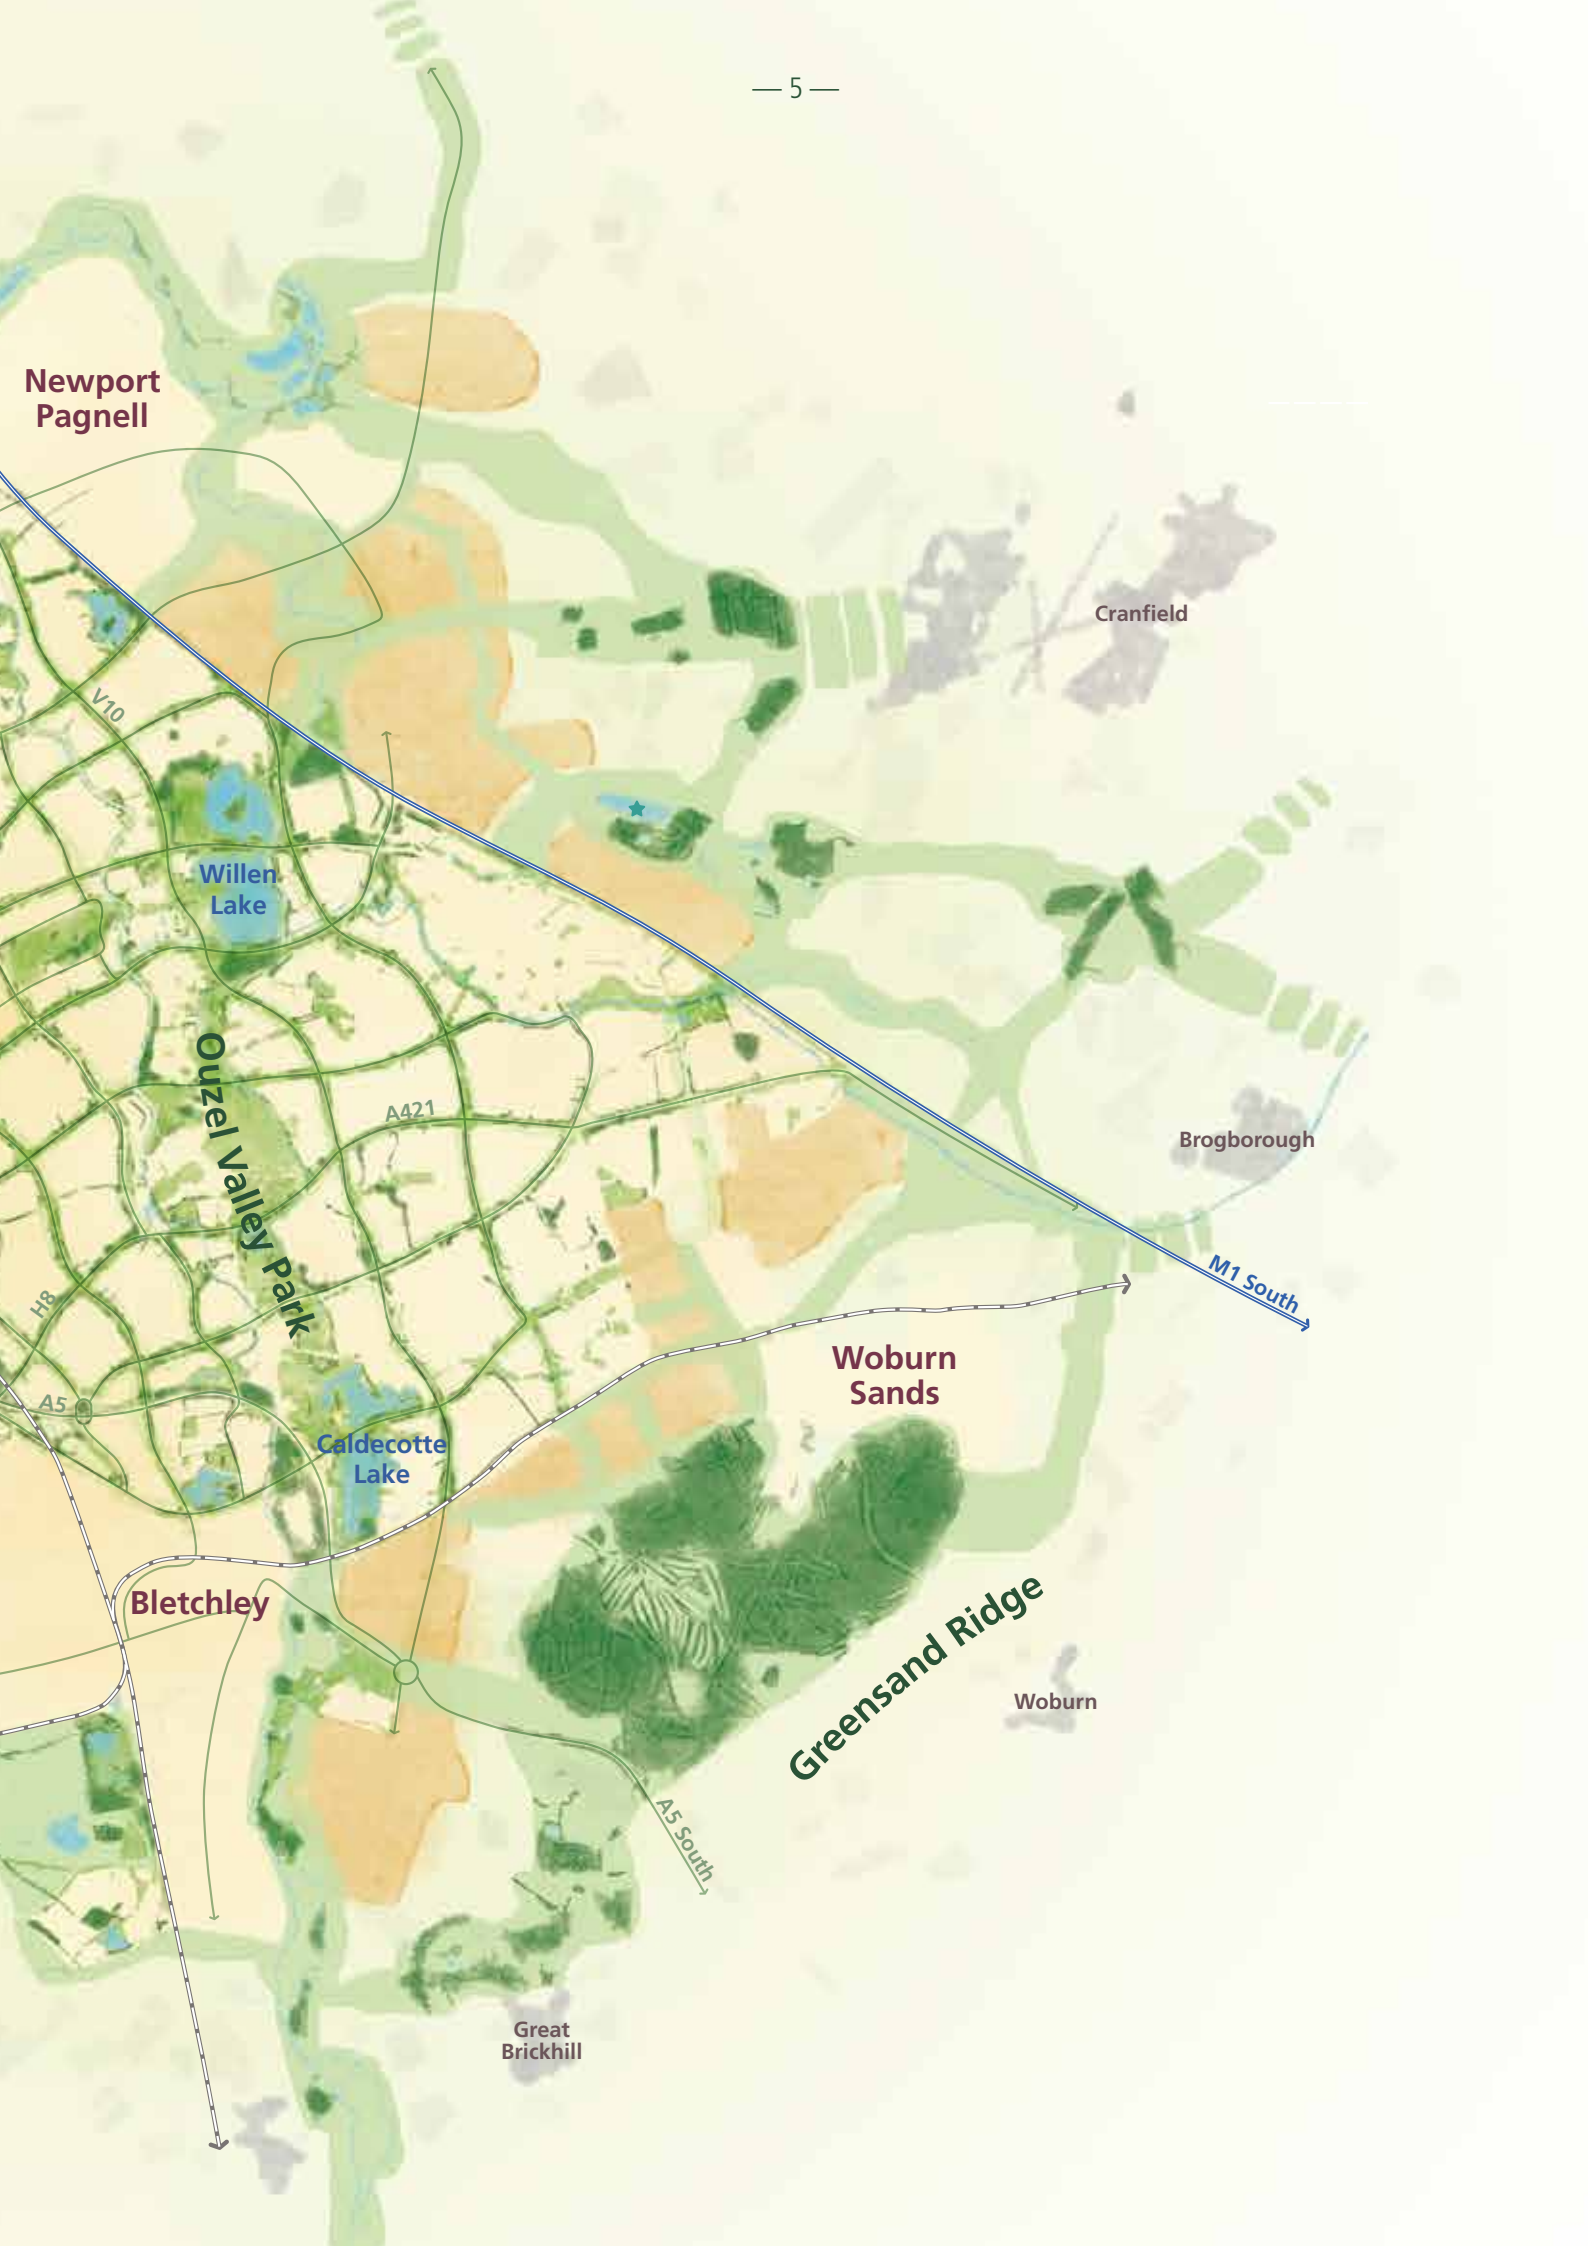 — 5 —
Newport
Pagnell
Cranfield
V10
Willen
Lake
Ouzel Valley Park
A421
Brogborough
M1 South
H8
Woburn
Sands
A5
Caldecotte
Lake
Bletchley
Greensand Ridge
Woburn
A5 South
Great
Brickhill